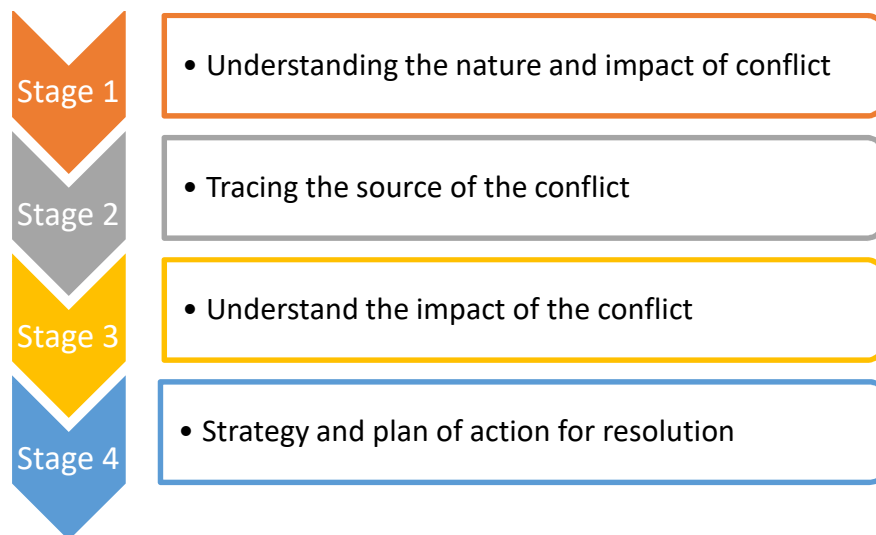 Stage 1
• Understanding the nature and impact of conflict
Stage 2
• Tracing the source of the conflict
Stage 3
• Understand the impact of the conflict
Stage 4
• Strategy and plan of action for resolution